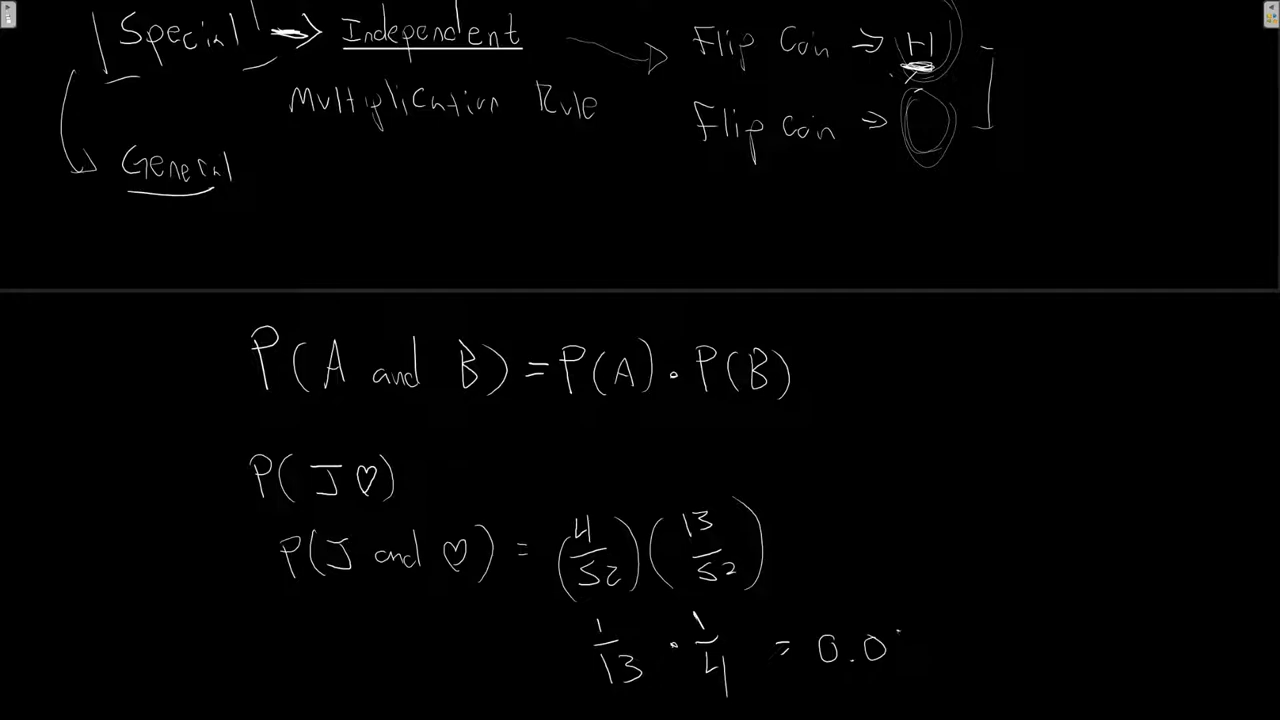 Special → Independent
Multiplication Rule
General
Flip Coin ⇒ H
Flip Coin ⇒
P(A and B) = P(A) · P(B)
P(J♡)
P(J and ♡) = (4/52)(13/52)
1/13 · 1/4 = 0.0